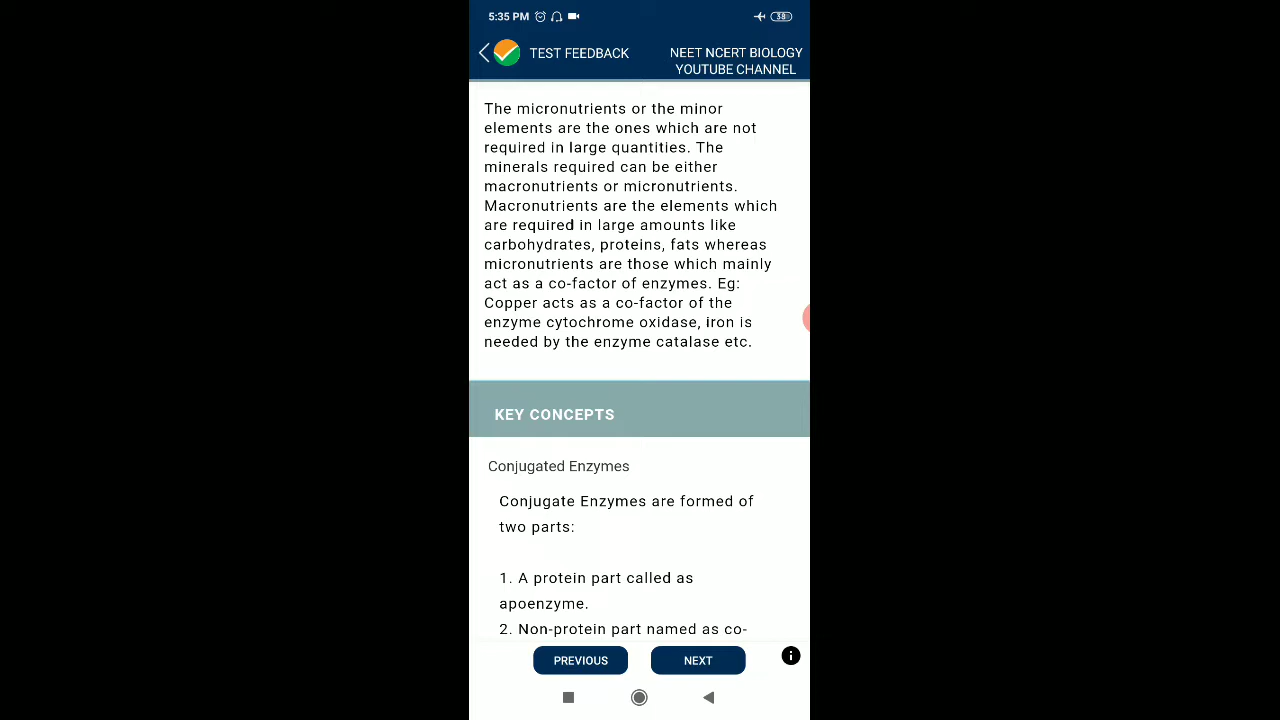 5:35 PM
38
TEST FEEDBACK
NEET NCERT BIOLOGY
YOUTUBE CHANNEL
The micronutrients or the minor
elements are the ones which are not
required in large quantities. The
minerals required can be either
macronutrients or micronutrients.
Macronutrients are the elements which
are required in large amounts like
carbohydrates, proteins, fats whereas
micronutrients are those which mainly
act as a co-factor of enzymes. Eg:
Copper acts as a co-factor of the
enzyme cytochrome oxidase, iron is
needed by the enzyme catalase etc.
KEY CONCEPTS
Conjugated Enzymes
Conjugate Enzymes are formed of
two parts:
1. A protein part called as
apoenzyme.
2. Non-protein part named as co-
PREVIOUS
NEXT